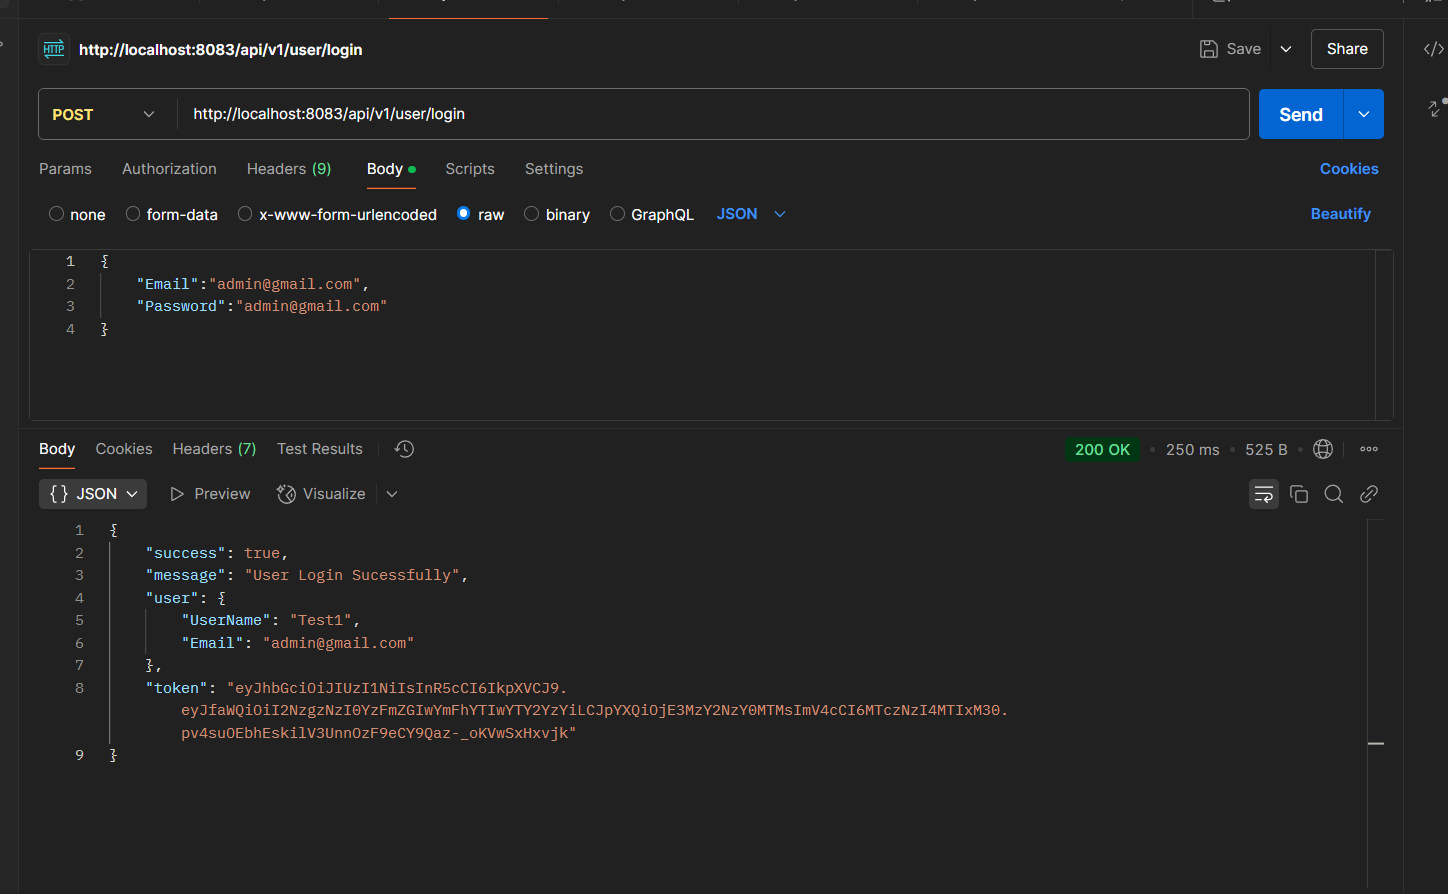 HTTP http://localhost:8083/api/v1/user/login Save Share
POST http://localhost:8083/api/v1/user/login Send
Params Authorization Headers (9) Body Scripts Settings Cookies
none form-data x-www-form-urlencoded raw binary GraphQL JSON Beautify
1 {
2 "Email":"admin@gmail.com",
3 "Password":"admin@gmail.com"
4 }
Body Cookies Headers (7) Test Results 200 OK 250 ms 525 B
{} JSON Preview Visualize
1 {
2 "success": true,
3 "message": "User Login Sucessfully",
4 "user": {
5 "UserName": "Test1",
6 "Email": "admin@gmail.com"
7 },
8 "token": "eyJhbGciOiJIUzI1NiIsInR5cCI6IkpXVCJ9.
eyJfaWQiOiI2NzgzNzI0YzFmZGIwYmFhYTIwYTY2YzYiLCJpYXQiOjE3MzY2NzY0MTMsImV4cCI6MTczNzI4MTIxM30.
pv4suOEbhEskilV3UnnOzF9eCY9Qaz-_oKVwSxHxvjk"
9 }